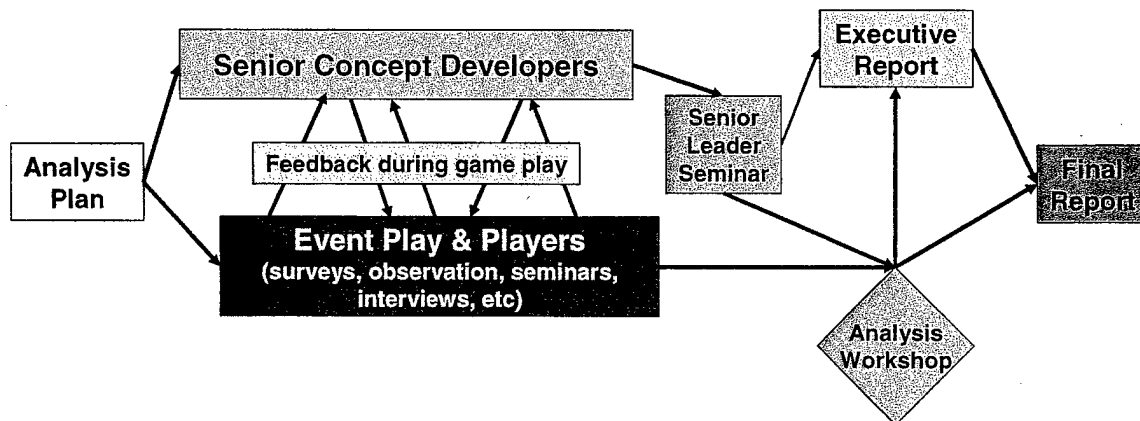 Senior Concept Developers
Executive
Report
Senior
Leader
Seminar
Analysis
Plan
Feedback during game play
Final
Report
Event Play & Players
(surveys, observation, seminars,
interviews, etc)
Analysis
Workshop